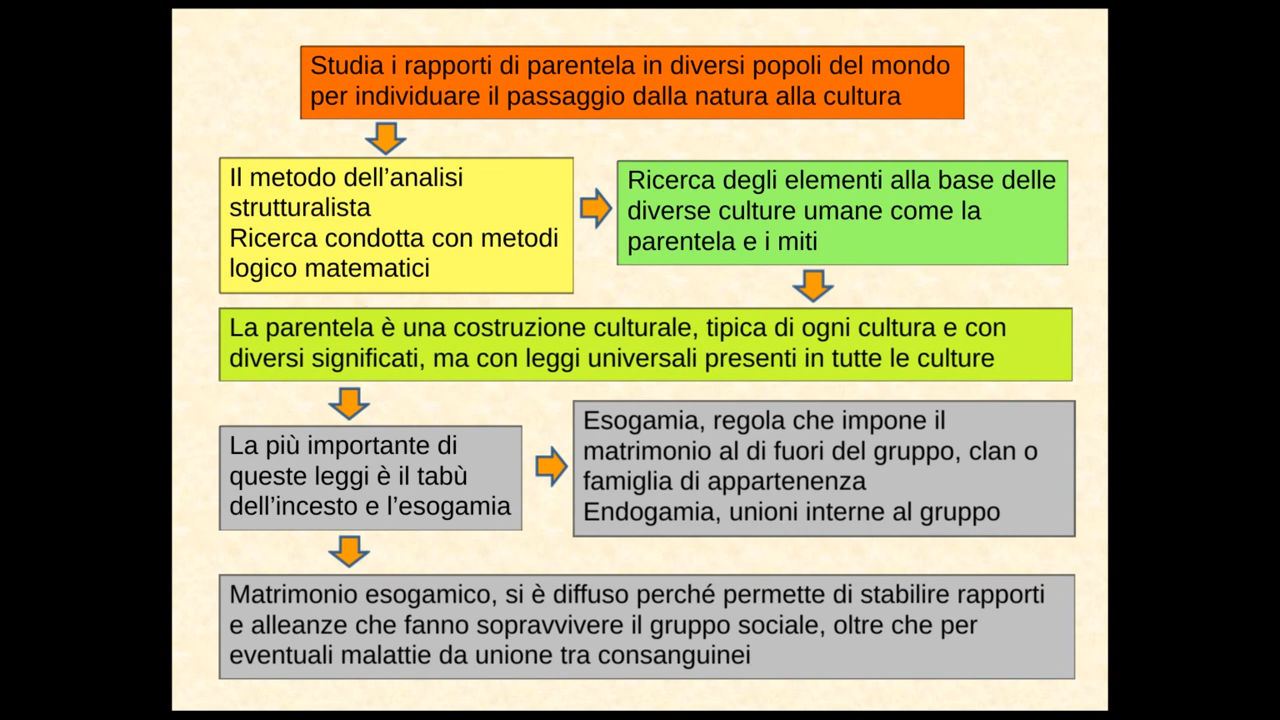 Studia i rapporti di parentela in diversi popoli del mondo
per individuare il passaggio dalla natura alla cultura
Il metodo dell’analisi
strutturalista
Ricerca condotta con metodi
logico matematici
Ricerca degli elementi alla base delle
diverse culture umane come la
parentela e i miti
La parentela è una costruzione culturale, tipica di ogni cultura e con
diversi significati, ma con leggi universali presenti in tutte le culture
La più importante di
queste leggi è il tabù
dell’incesto e l’esogamia
Esogamia, regola che impone il
matrimonio al di fuori del gruppo, clan o
famiglia di appartenenza
Endogamia, unioni interne al gruppo
Matrimonio esogamico, si è diffuso perché permette di stabilire rapporti
e alleanze che fanno sopravvivere il gruppo sociale, oltre che per
eventuali malattie da unione tra consanguinei